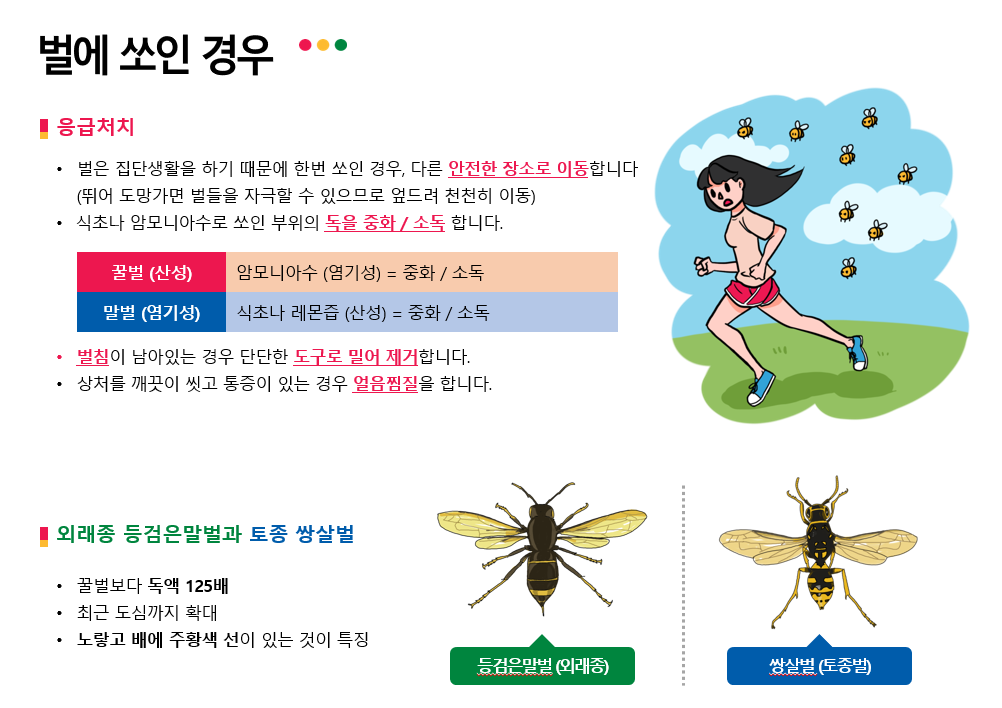 벌에 쏘인 경우
응급처치
• 벌은 집단생활을 하기 때문에 한번 쏘인 경우, 다른 안전한 장소로 이동합니다
(뛰어 도망가면 벌들을 자극할 수 있으므로 엎드려 천천히 이동)
• 식초나 암모니아수로 쏘인 부위의 독을 중화 / 소독 합니다.
꿀벌 (산성) 암모니아수 (염기성) = 중화 / 소독
말벌 (염기성) 식초나 레몬즙 (산성) = 중화 / 소독
• 벌침이 남아있는 경우 단단한 도구로 밀어 제거합니다.
• 상처를 깨끗이 씻고 통증이 있는 경우 얼음찜질을 합니다.
외래종 등검은말벌과 토종 쌍살벌
• 꿀벌보다 독액 125배
• 최근 도심까지 확대
• 노랗고 배에 주황색 선이 있는 것이 특징
등검은말벌 (외래종)
쌍살벌 (토종벌)